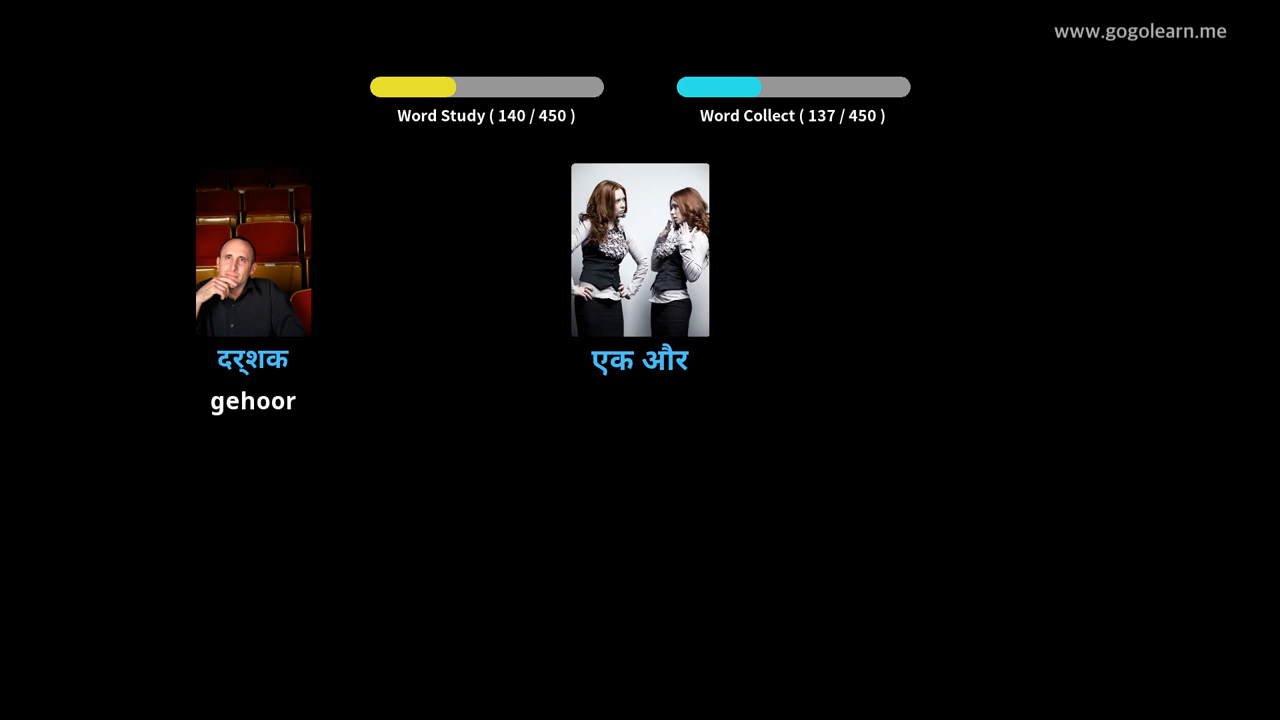 www.gogolearn.me
Word Study ( 140 / 450 )
Word Collect ( 137 / 450 )
दर्शक
gehoor
एक और